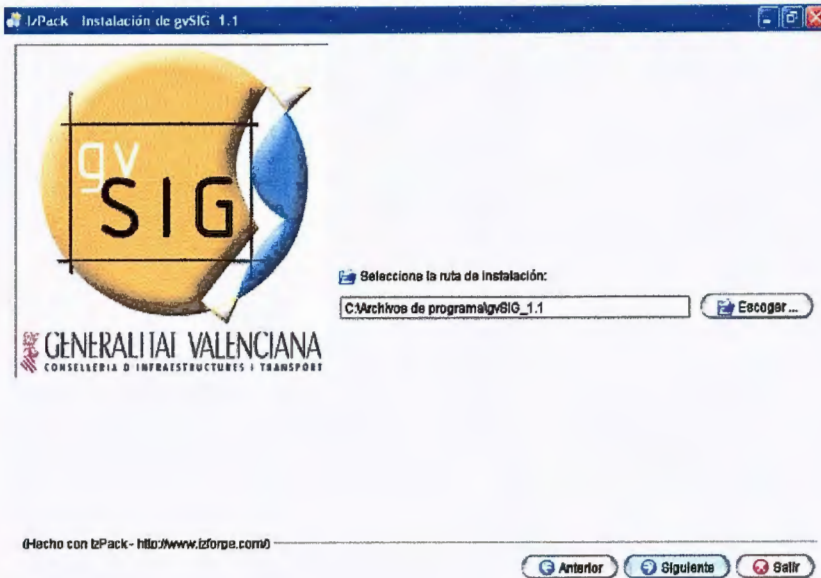 IzPack - Instalación de gvSIG 1.1
gv
SIG
GENERALITAT VALENCIANA
CONSELLERIA D INFRAESTRUCTURES I TRANSPORT
Seleccione la ruta de instalación:
C:\Archivos de programa\gvSIG_1.1
Escoger ...
(Hecho con IzPack - http://www.izforge.com/)
Anterior
Siguiente
Salir